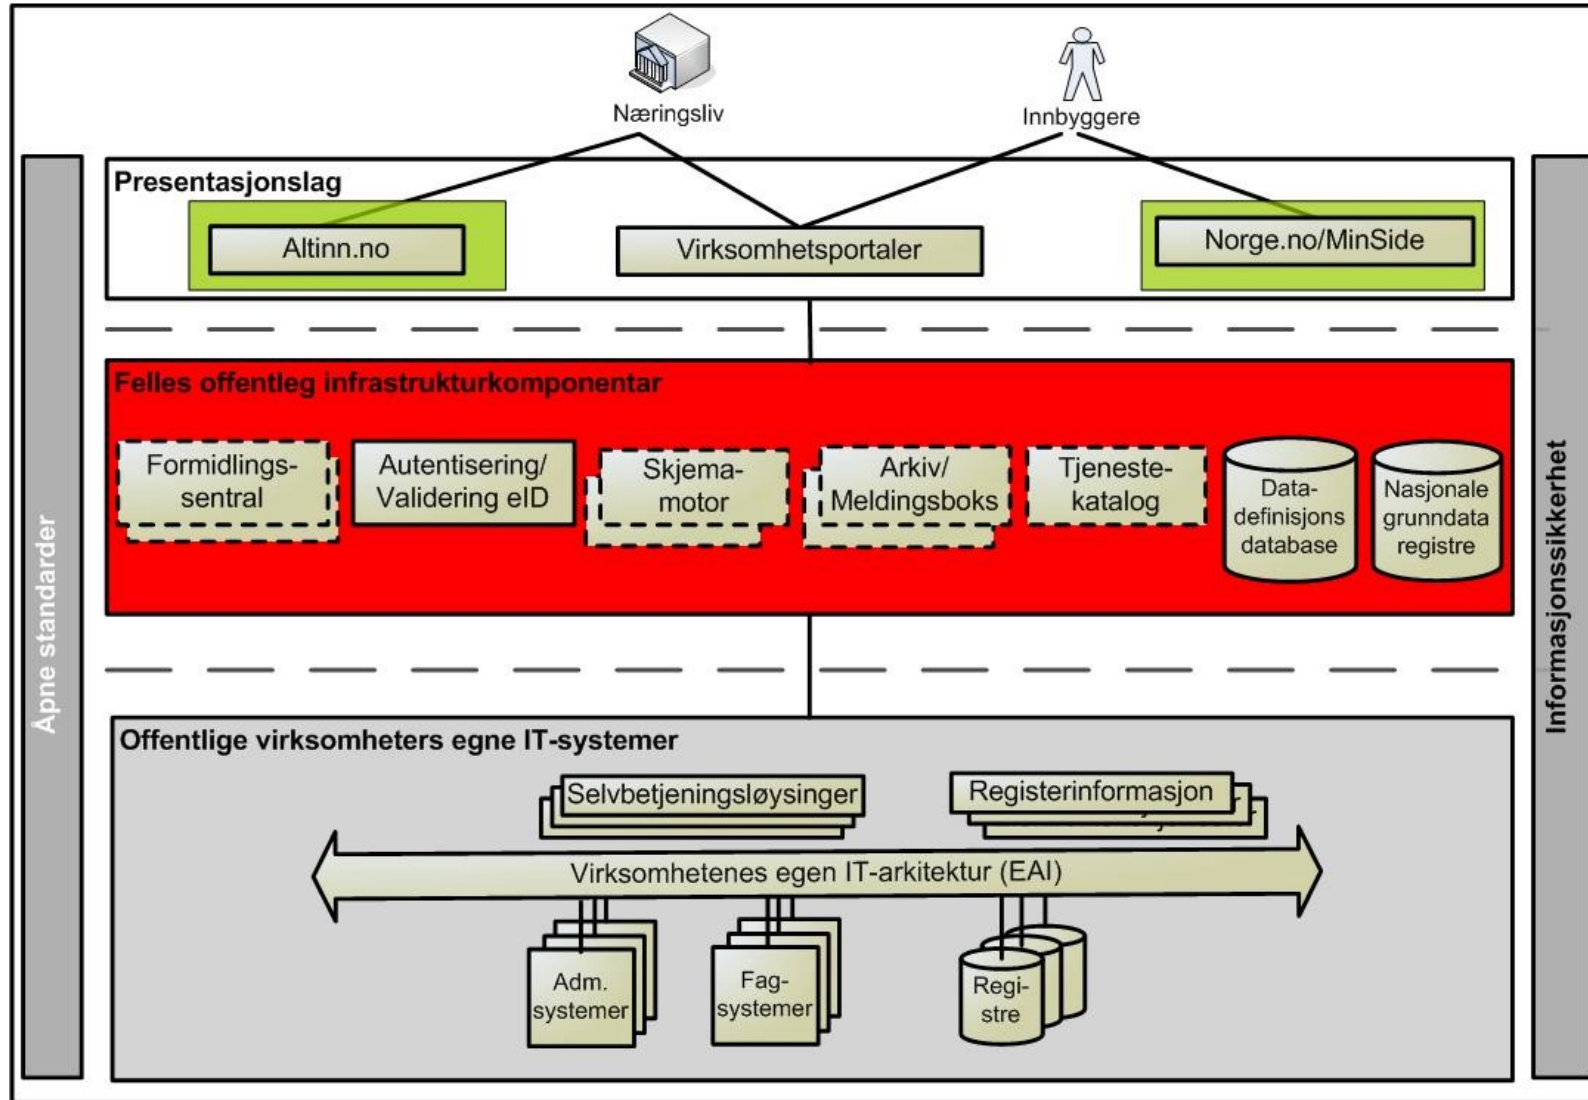 Næringsliv
Innbyggere
Presentasjonslag
Altinn.no
Virksomhetsportaler
Norge.no/MinSide
Åpne standarder
Informasjonssikkerhet
Felles offentleg infrastrukturkomponentar
Formidlings-
sentral
Autentisering/
Validering eID
Skjema-
motor
Arkiv/
Meldingsboks
Tjeneste-
katalog
Data-
definisjons
database
Nasjonale
grunndata
registre
Offentlige virksomheters egne IT-systemer
Selvbetjeningsløysinger
Registerinformasjon
Virksomhetenes egen IT-arkitektur (EAI)
Adm.
systemer
Fag-
systemer
Regi-
stre